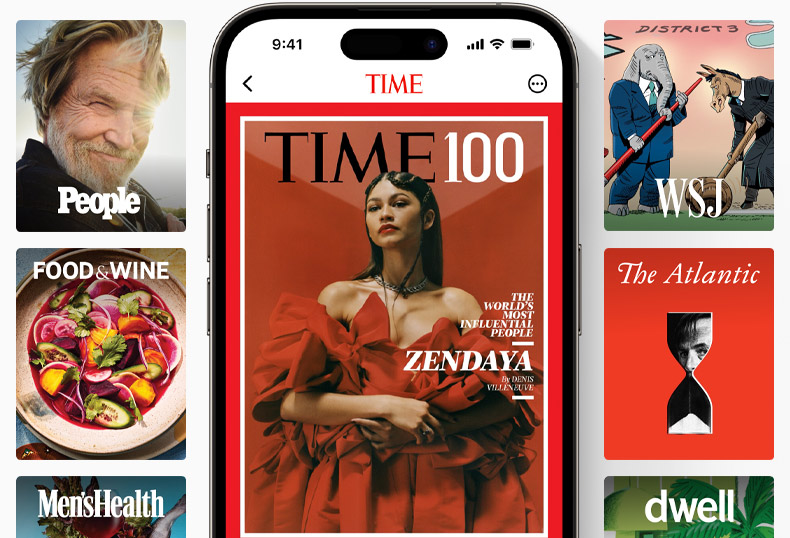 People
FOOD&WINE
Men'sHealth
9:41
TIME
TIME100
THE
WORLD'S
MOST
INFLUENTIAL
PEOPLE
ZENDAYA
By DENIS
VILLENEUVE
DISTRICT 3
WSJ
The Atlantic
dwell